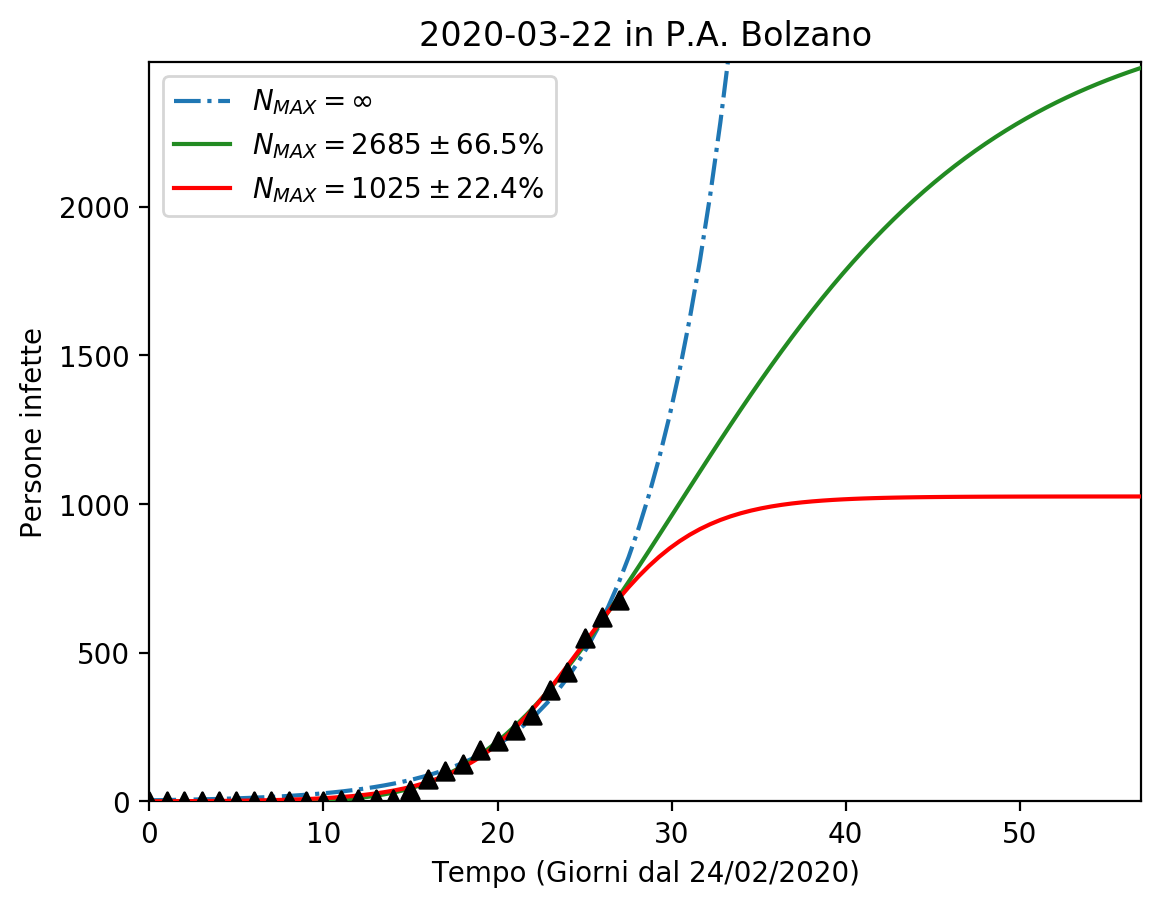 2020-03-22 in P.A. Bolzano
N_MAX = ∞
N_MAX = 2685 ± 66.5%
N_MAX = 1025 ± 22.4%
Persone infette
2000
1500
1000
500
0
0 10 20 30 40 50
Tempo (Giorni dal 24/02/2020)